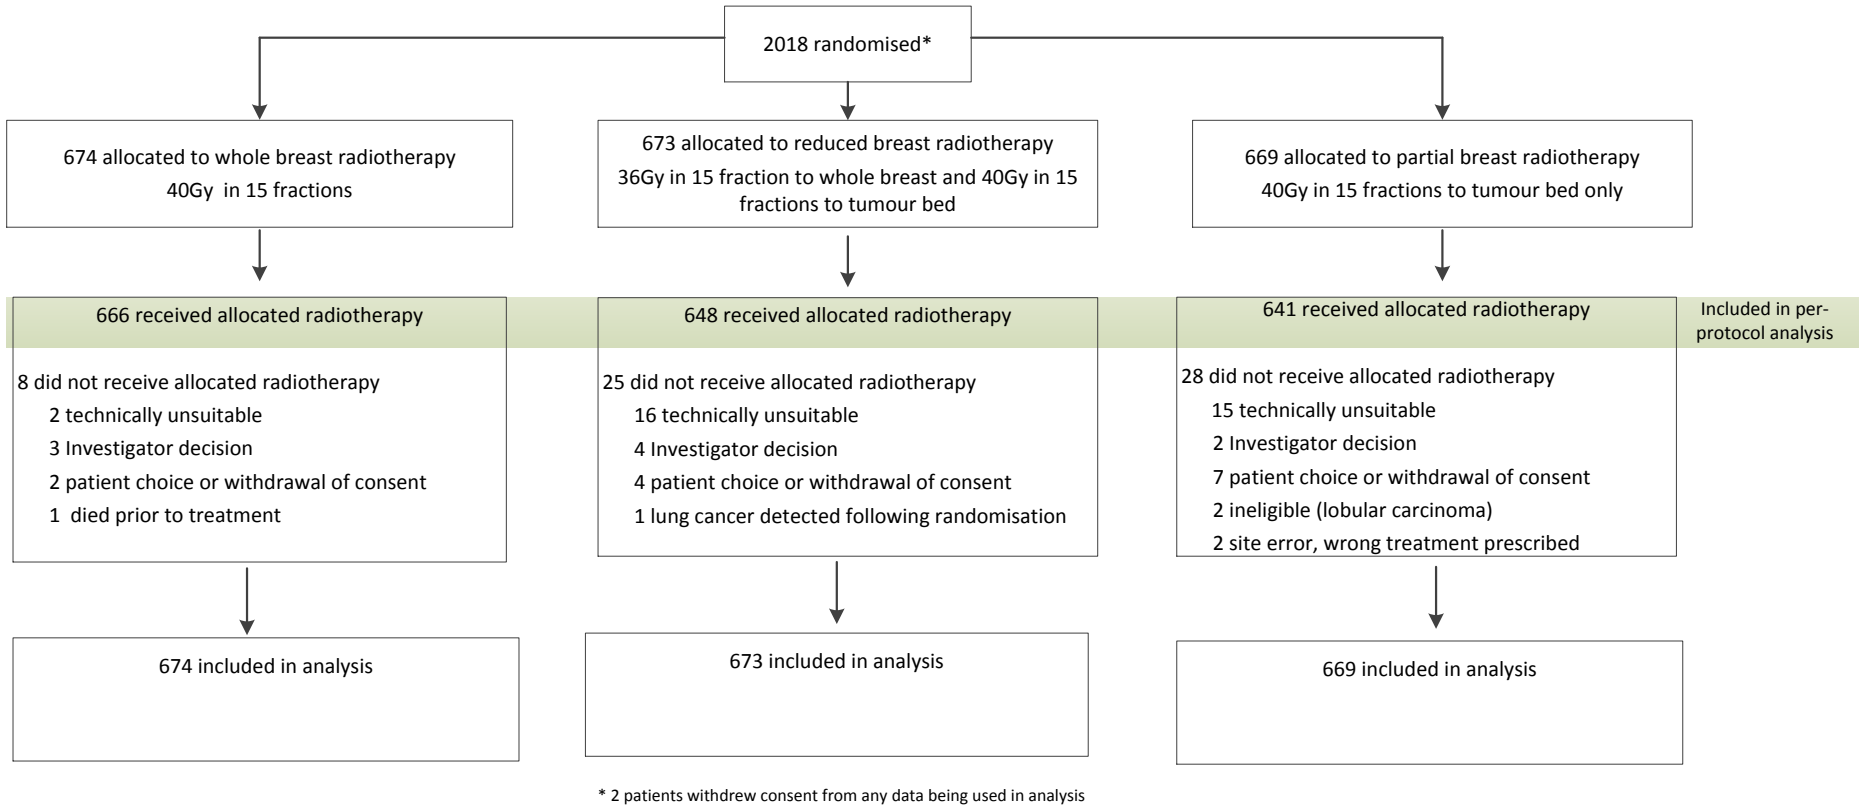 2018 randomised*
674 allocated to whole breast radiotherapy
40Gy in 15 fractions
673 allocated to reduced breast radiotherapy
36Gy in 15 fraction to whole breast and 40Gy in 15
fractions to tumour bed
669 allocated to partial breast radiotherapy
40Gy in 15 fractions to tumour bed only
666 received allocated radiotherapy
8 did not receive allocated radiotherapy
2 technically unsuitable
3 Investigator decision
2 patient choice or withdrawal of consent
1 died prior to treatment
648 received allocated radiotherapy
25 did not receive allocated radiotherapy
16 technically unsuitable
4 Investigator decision
4 patient choice or withdrawal of consent
1 lung cancer detected following randomisation
641 received allocated radiotherapy
28 did not receive allocated radiotherapy
15 technically unsuitable
2 Investigator decision
7 patient choice or withdrawal of consent
2 ineligible (lobular carcinoma)
2 site error, wrong treatment prescribed
Included in per-
protocol analysis
674 included in analysis
673 included in analysis
669 included in analysis
* 2 patients withdrew consent from any data being used in analysis